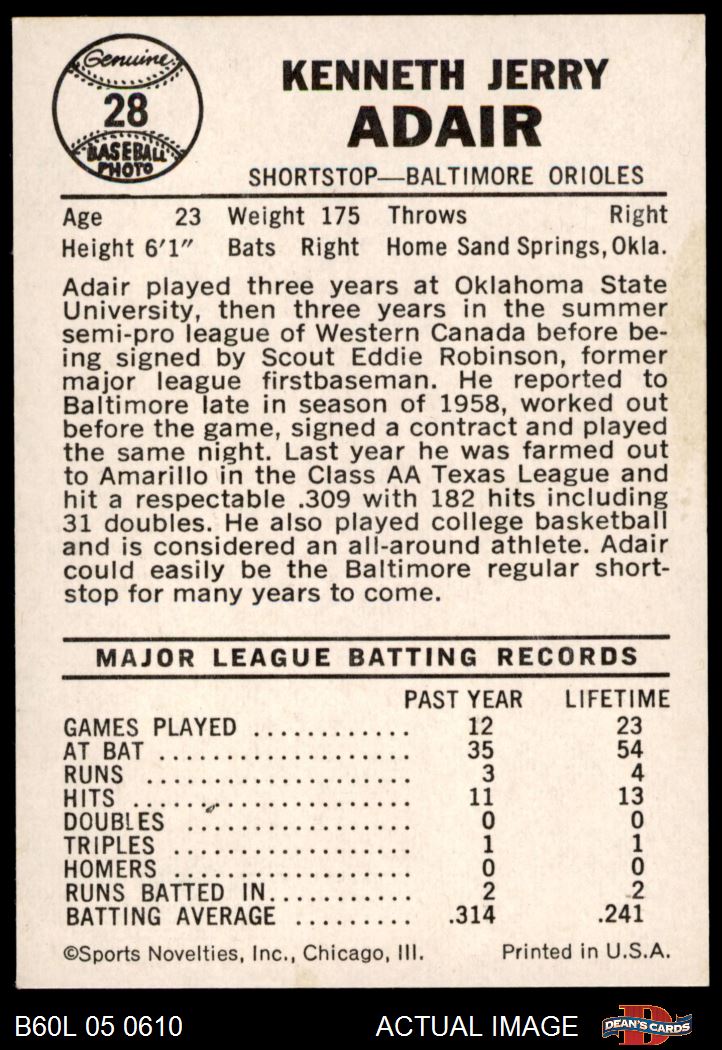 Genuine
28
BASEBALL
PHOTO
KENNETH JERRY
ADAIR
SHORTSTOP—BALTIMORE ORIOLES
Age 23 Weight 175 Throws Right
Height 6'1" Bats Right Home Sand Springs, Okla.
Adair played three years at Oklahoma State
University, then three years in the summer
semi-pro league of Western Canada before be-
ing signed by Scout Eddie Robinson, former
major league firstbaseman. He reported to
Baltimore late in season of 1958, worked out
before the game, signed a contract and played
the same night. Last year he was farmed out
to Amarillo in the Class AA Texas League and
hit a respectable .309 with 182 hits including
31 doubles. He also played college basketball
and is considered an all-around athlete. Adair
could easily be the Baltimore regular short-
stop for many years to come.
MAJOR LEAGUE BATTING RECORDS
PAST YEAR LIFETIME
GAMES PLAYED ............ 12 23
AT BAT .................... 35 54
RUNS ..................... 3 4
HITS ...................... 11 13
DOUBLES ................. 0 0
TRIPLES .................. 1 1
HOMERS .................. 0 0
RUNS BATTED IN........... 2 2
BATTING AVERAGE ......... .314 .241
©Sports Novelties, Inc., Chicago, Ill. Printed in U.S.A.
B60L 05 0610 ACTUAL IMAGE DEAN'S CARDS